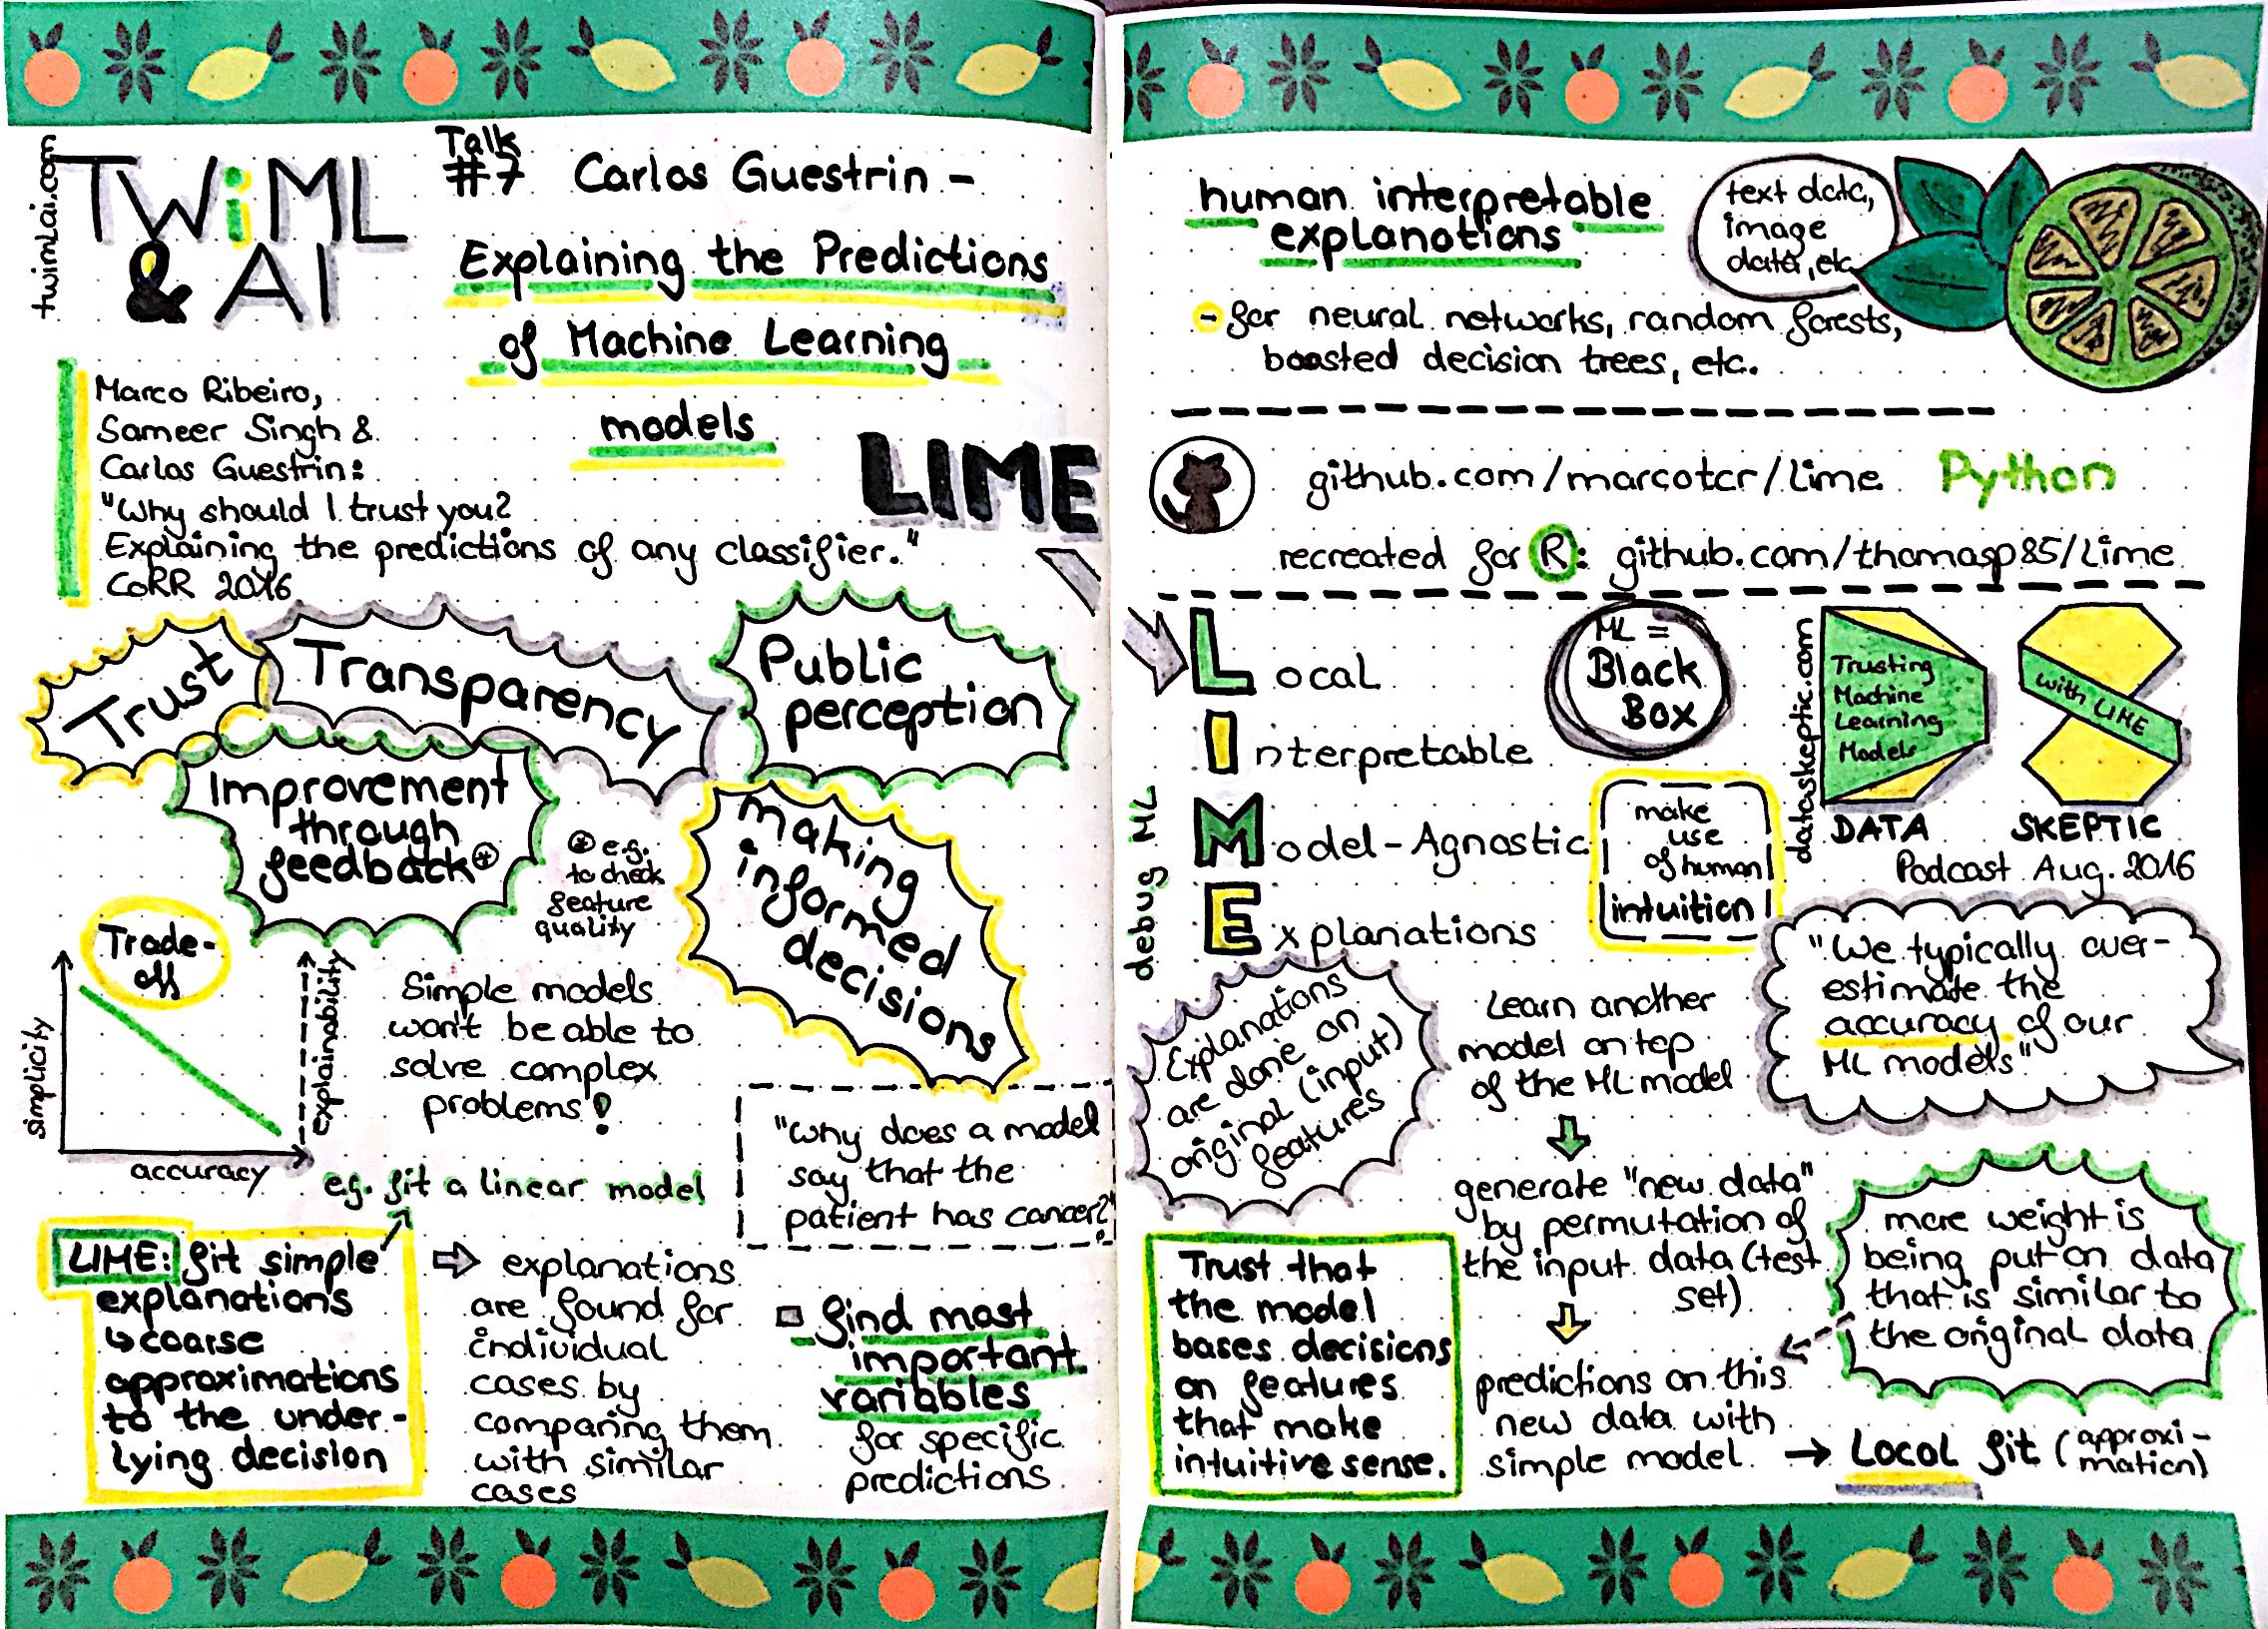 twimlai.com
TWiML
& AI
Talk
#7 Carlos Guestrin -
Explaining the Predictions
of Machine Learning
models
Marco Ribeiro,
Sameer Singh &
Carlos Guestrin:
"Why should I trust you?
Explaining the predictions of any classifier."
CoRR 2016
LIME
Trust
Transparency
Public
perception
Improvement
through
feedback*
* e.g.
to check
feature
quality
making
informed
decisions
Trade-
off
simplicity
accuracy
explainability
Simple models
won't be able to
solve complex
problems!
e.g. fit a linear model
"Why does a model
say that the
patient has cancer?"
LIME: fit simple
explanations
↳ coarse
approximations
to the under-
lying decision
⇨ explanations
are found for
individual
cases by
comparing them
with similar
cases
find most
important
variables
for specific
predictions
human interpretable
explanations
text data,
image
data, etc
- for neural networks, random forests,
boosted decision trees, etc.
github.com/marcotcr/lime Python
recreated for R: github.com/thomasp85/lime
Local
Interpretable
Model-Agnostic
Explanations
debug ML
ML =
Black
Box
make
use
of human
intuition!
dataskeptic.com
Trusting
Machine
Learning
Models
with LIME
DATA SKEPTIC
Podcast Aug. 2016
"We typically over-
estimate the
accuracy of our
ML models"
Explanations
are done on
original (input)
features
Learn another
model on top
of the ML model
generate "new data"
by permutation of
the input data (test
set)
predictions on this
new data with
simple model.
more weight is
being put on data
that is similar to
the original data
→ Local fit (approxi-
mation)
Trust that
the model
bases decisions
on features
that make
intuitive sense.